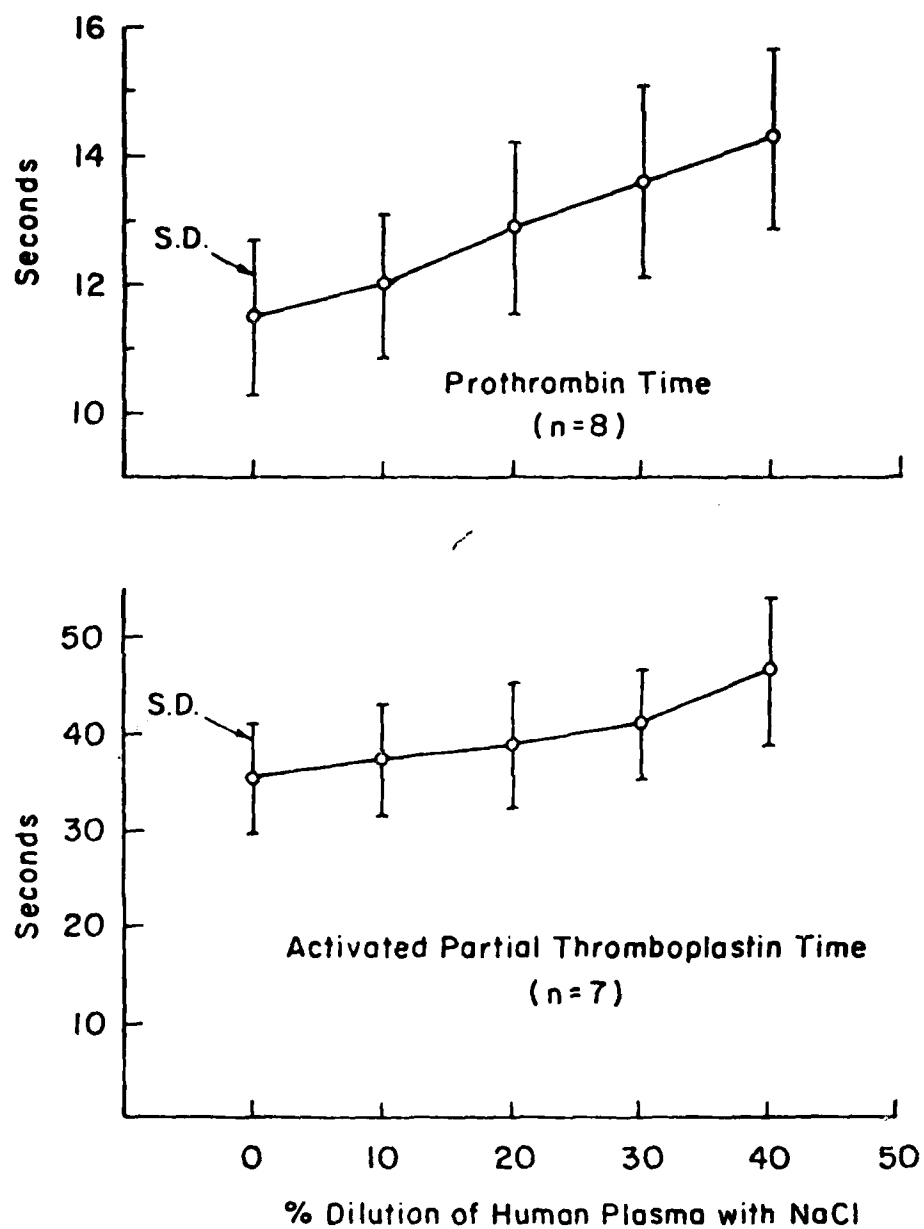 16
14
12
10
Seconds
S.D.
Prothrombin Time
(n=8)
50
40
30
20
10
Seconds
S.D.
Activated Partial Thromboplastin Time
(n=7)
0 10 20 30 40 50
% Dilution of Human Plasma with NaCl